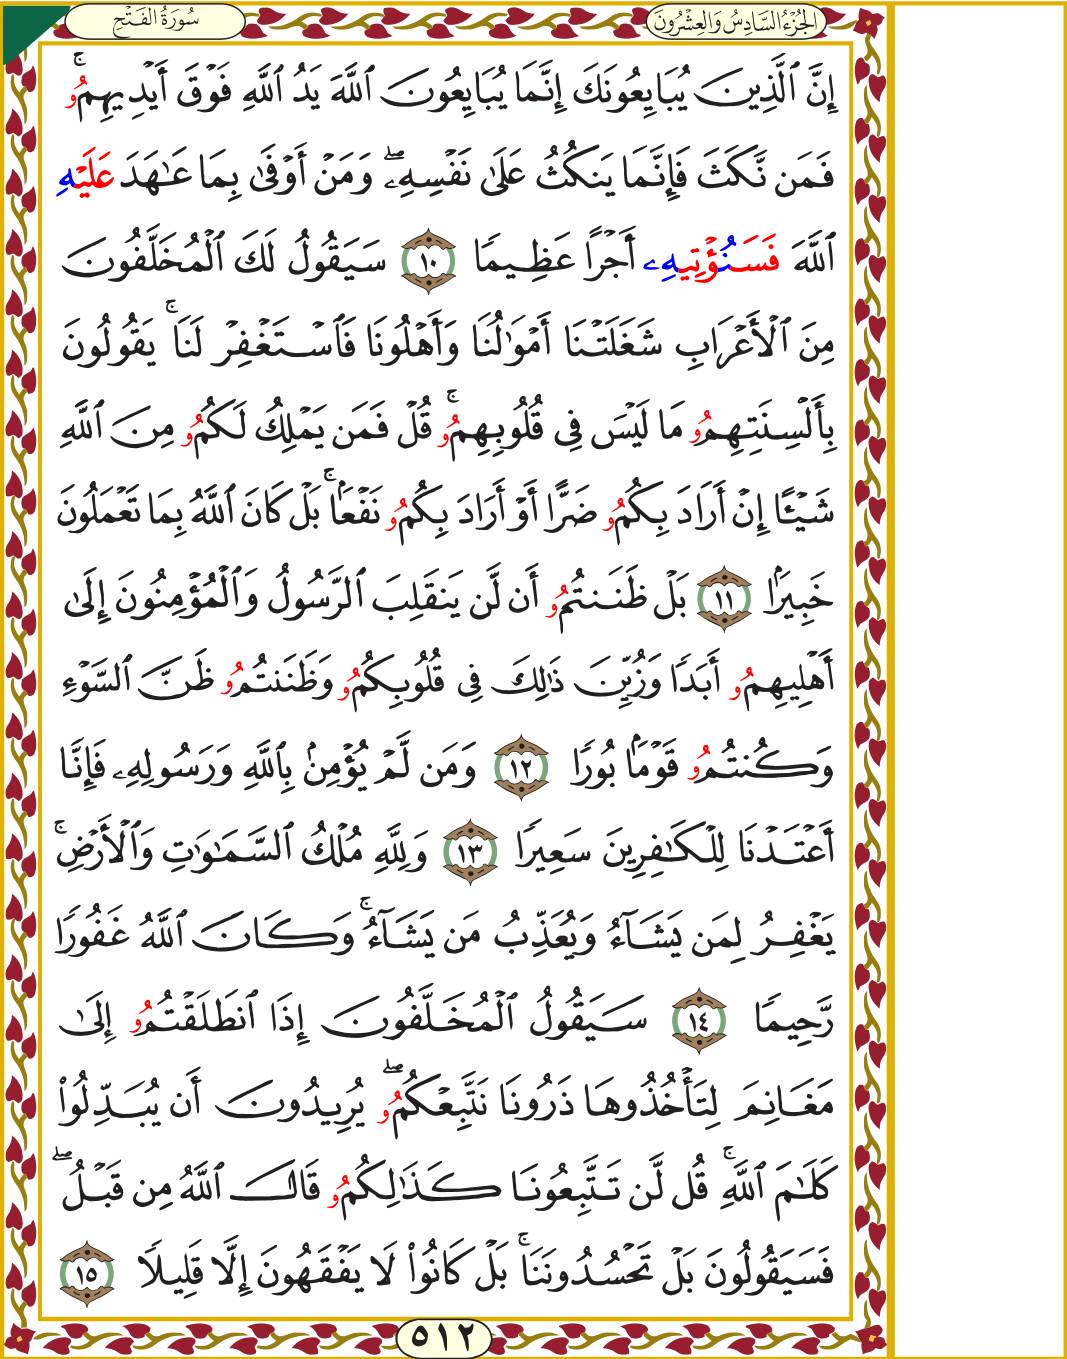 سُورَةُ الفَتْحِ
الجُزْءُ السَّادِسُ وَالعِشْرُونَ
إِنَّ ٱلَّذِينَ يُبَايِعُونَكَ إِنَّمَا يُبَايِعُونَ ٱللَّهَ يَدُ ٱللَّهِ فَوْقَ أَيْدِيهِمُۥۚ
فَمَن نَّكَثَ فَإِنَّمَا يَنكُثُ عَلَىٰ نَفْسِهِۦۖ وَمَنْ أَوْفَىٰ بِمَا عَـٰهَدَ عَلَيْهِ
ٱللَّهَ فَسَنُؤْتِيهِۦ أَجْرًا عَظِيمًا ١٠ سَيَقُولُ لَكَ ٱلْمُخَلَّفُونَ
مِنَ ٱلْأَعْرَابِ شَغَلَتْنَا أَمْوَٰلُنَا وَأَهْلُونَا فَٱسْتَغْفِرْ لَنَاۚ يَقُولُونَ
بِأَلْسِنَتِهِمُۥ مَا لَيْسَ فِى قُلُوبِهِمُۥۚ قُلْ فَمَن يَمْلِكُ لَكُمُۥ مِنَ ٱللَّهِ
شَيْـًٔا إِنْ أَرَادَ بِكُمُۥ ضَرًّا أَوْ أَرَادَ بِكُمُۥ نَفْعَۢاۚ بَلْ كَانَ ٱللَّهُ بِمَا تَعْمَلُونَ
خَبِيرَۢا ١١ بَلْ ظَنَنتُمُۥ أَن لَّن يَنقَلِبَ ٱلرَّسُولُ وَٱلْمُؤْمِنُونَ إِلَىٰ
أَهْلِيهِمُۥ أَبَدًا وَزُيِّنَ ذَٰلِكَ فِى قُلُوبِكُمُۥ وَظَنَنتُمُۥ ظَنَّ ٱلسَّوْءِ
وَكُنتُمُۥ قَوْمَۢا بُورًا ١٢ وَمَن لَّمْ يُؤْمِنۢ بِٱللَّهِ وَرَسُولِهِۦ فَإِنَّا
أَعْتَدْنَا لِلْكَـٰفِرِينَ سَعِيرًا ١٣ وَلِلَّهِ مُلْكُ ٱلسَّمَـٰوَٰتِ وَٱلْأَرْضِۚ
يَغْفِرُ لِمَن يَشَآءُ وَيُعَذِّبُ مَن يَشَآءُۚ وَكَانَ ٱللَّهُ غَفُورًا
رَّحِيمًا ١٤ سَيَقُولُ ٱلْمُخَلَّفُونَ إِذَا ٱنطَلَقْتُمُۥ إِلَىٰ
مَغَانِمَ لِتَأْخُذُوهَا ذَرُونَا نَتَّبِعْكُمُۥۖ يُرِيدُونَ أَن يُبَدِّلُوا۟
كَلَـٰمَ ٱللَّهِۚ قُل لَّن تَتَّبِعُونَا كَذَٰلِكُمُۥ قَالَ ٱللَّهُ مِن قَبْلُۖ
فَسَيَقُولُونَ بَلْ تَحْسُدُونَنَاۚ بَلْ كَانُوا۟ لَا يَفْقَهُونَ إِلَّا قَلِيلًا ١٥
٥١٢